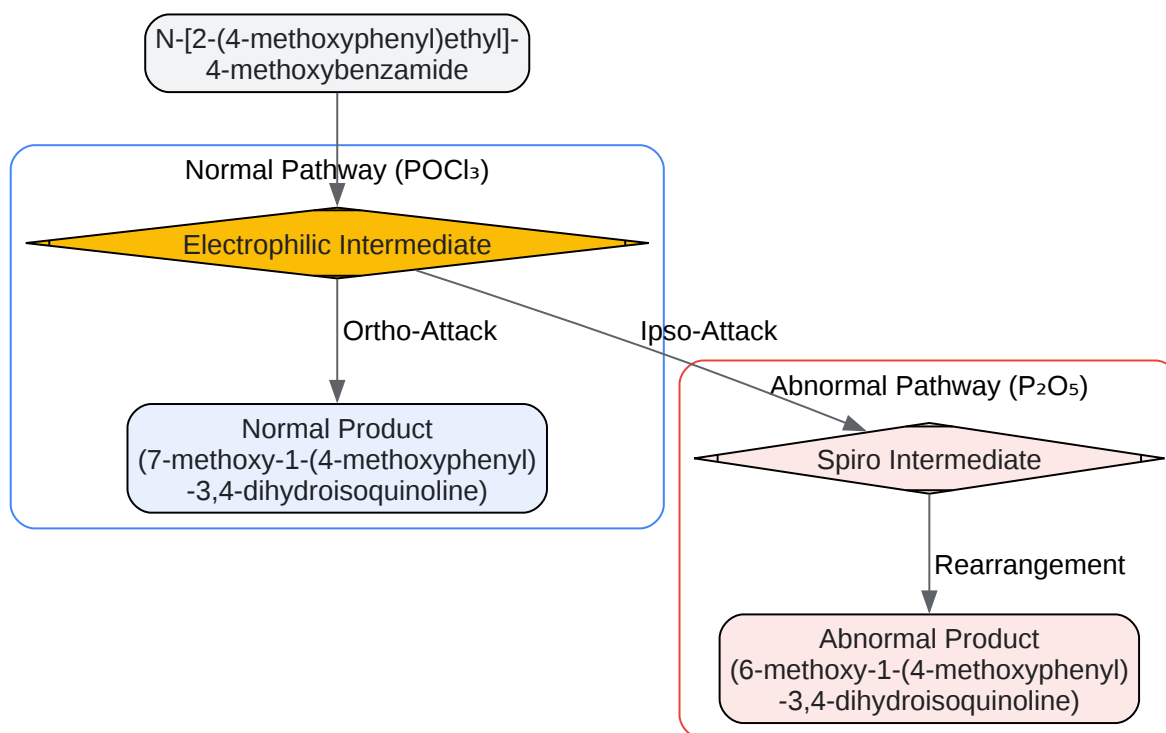 N-[2-(4-methoxyphenyl)ethyl]-
4-methoxybenzamide
Normal Pathway (POCl₃)
Electrophilic Intermediate
Ortho-Attack
Ipso-Attack
Abnormal Pathway (P₂O₅)
Normal Product
(7-methoxy-1-(4-methoxyphenyl)
-3,4-dihydroisoquinoline)
Spiro Intermediate
Rearrangement
Abnormal Product
(6-methoxy-1-(4-methoxyphenyl)
-3,4-dihydroisoquinoline)